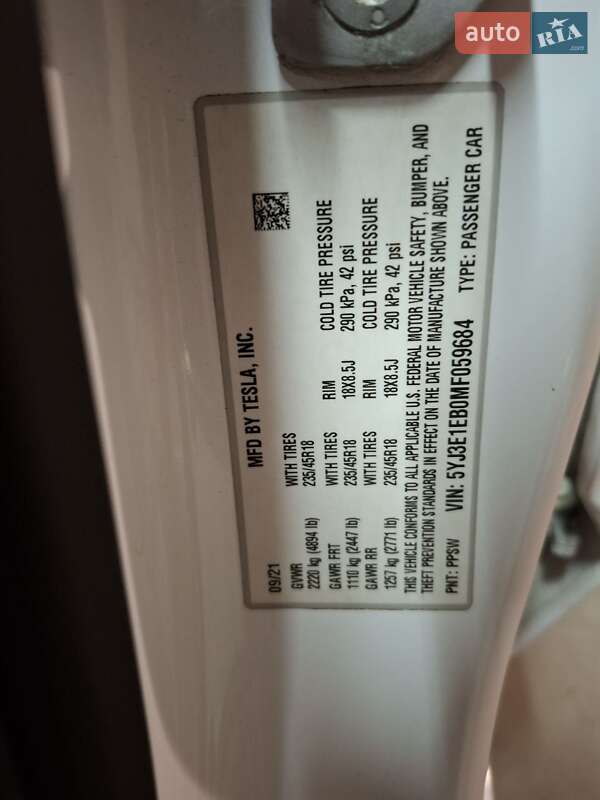 auto RIA.com
MFD BY TESLA, INC.
09/21
GVWR WITH TIRES
2220 kg (4894 lb) 235/45R18
GAWR FRT WITH TIRES RIM COLD TIRE PRESSURE
1110 kg (2447 lb) 235/45R18 18X8.5J 290 kPa, 42 psi
GAWR RR WITH TIRES RIM COLD TIRE PRESSURE
1257 kg (2771 lb) 235/45R18 18X8.5J 290 kPa, 42 psi
THIS VEHICLE CONFORMS TO ALL APPLICABLE U.S. FEDERAL MOTOR VEHICLE SAFETY, BUMPER, AND
THEFT PREVENTION STANDARDS IN EFFECT ON THE DATE OF MANUFACTURE SHOWN ABOVE.
PNT: PPSW VIN: 5YJ3E1EB0MF059684 TYPE: PASSENGER CAR